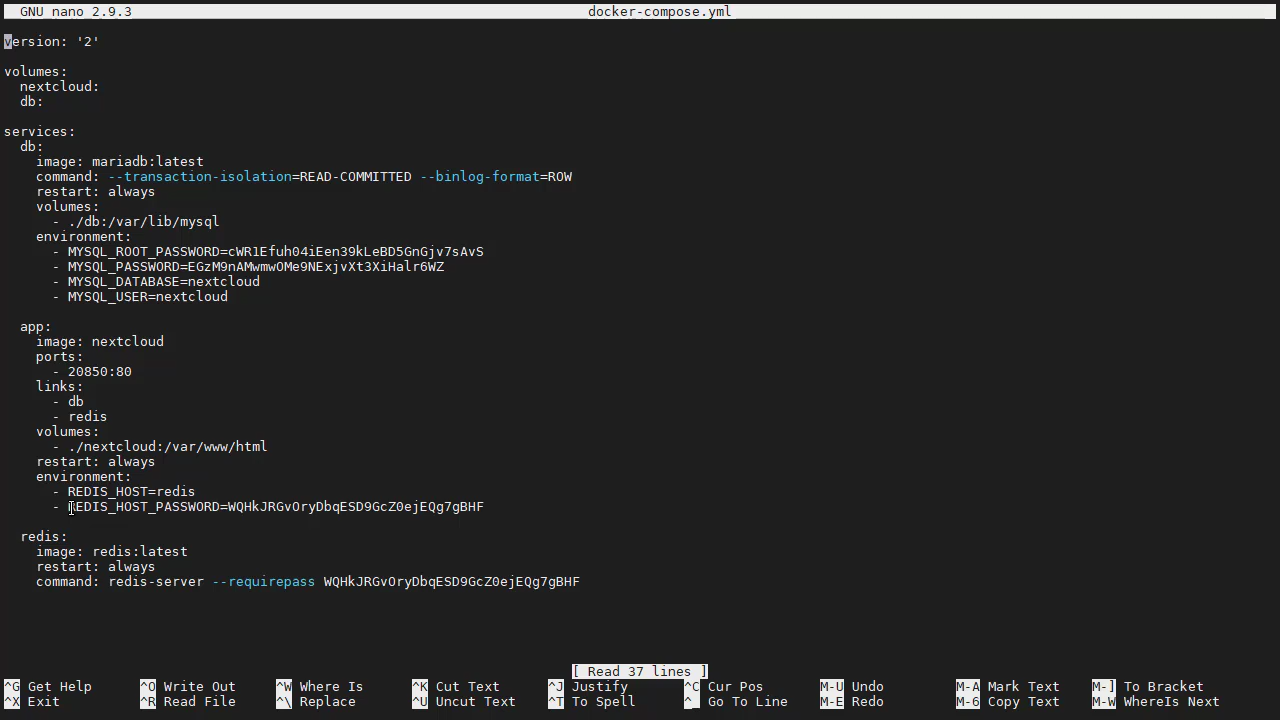 GNU nano 2.9.3 docker-compose.yml
version: '2'
volumes:
nextcloud:
db:
services:
db:
image: mariadb:latest
command: --transaction-isolation=READ-COMMITTED --binlog-format=ROW
restart: always
volumes:
- ./db:/var/lib/mysql
environment:
- MYSQL_ROOT_PASSWORD=cWR1Efuh04iEen39kLeBD5GnGjv7sAvS
- MYSQL_PASSWORD=EGzM9nAMwmwOMe9NExjvXt3XiHalr6WZ
- MYSQL_DATABASE=nextcloud
- MYSQL_USER=nextcloud
app:
image: nextcloud
ports:
- 20850:80
links:
- db
- redis
volumes:
- ./nextcloud:/var/www/html
restart: always
environment:
- REDIS_HOST=redis
- REDIS_HOST_PASSWORD=WQHkJRGvOryDbqESD9GcZ0ejEQg7gBHF
redis:
image: redis:latest
restart: always
command: redis-server --requirepass WQHkJRGvOryDbqESD9GcZ0ejEQg7gBHF
[ Read 37 lines ]
^G Get Help ^O Write Out ^W Where Is ^K Cut Text ^J Justify ^C Cur Pos M-U Undo M-A Mark Text M-] To Bracket
^X Exit ^R Read File ^\ Replace ^U Uncut Text ^T To Spell ^_ Go To Line M-E Redo M-6 Copy Text M-W WhereIs Next